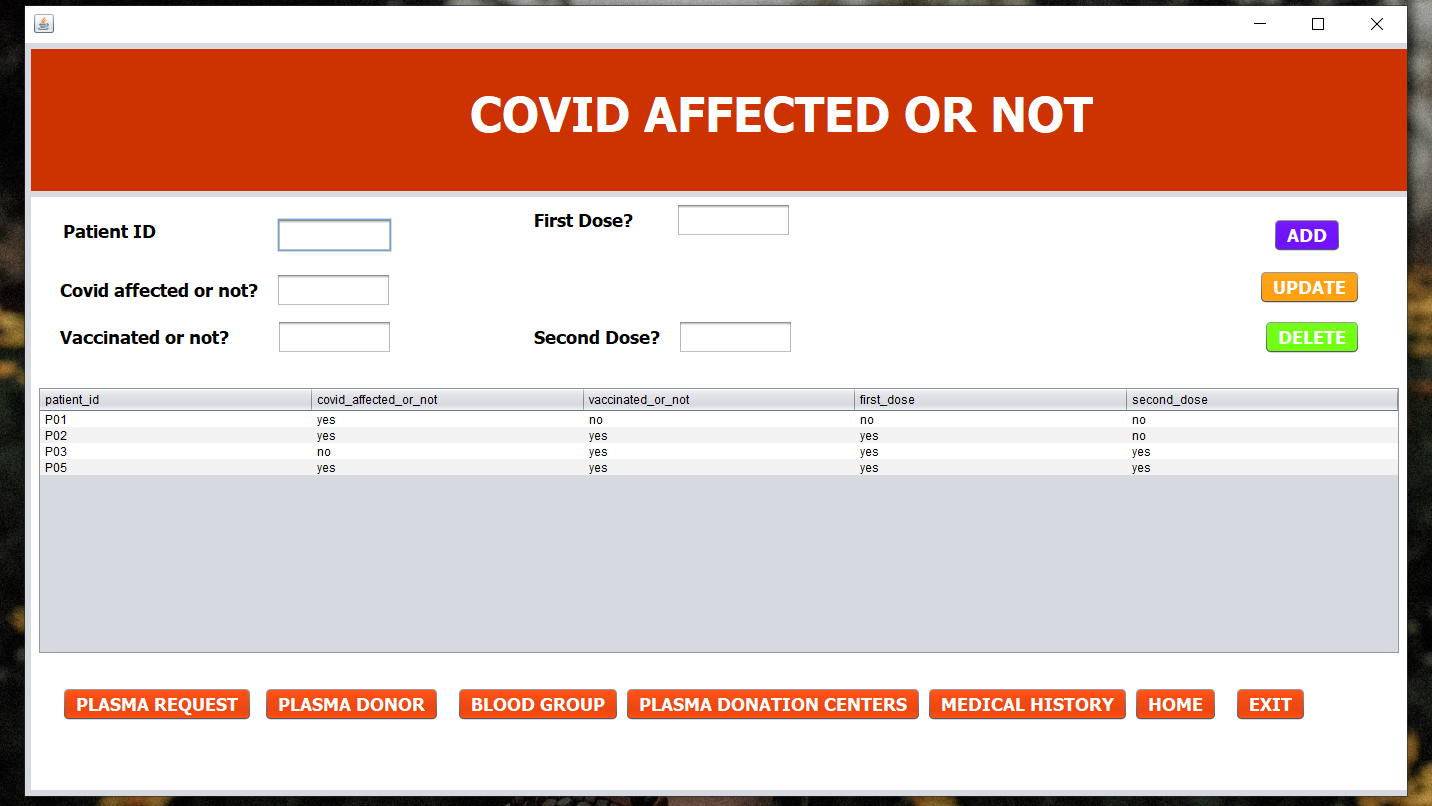 COVID AFFECTED OR NOT
Patient ID
First Dose?
ADD
Covid affected or not?
UPDATE
Vaccinated or not?
Second Dose?
DELETE
patient_id covid_affected_or_not vaccinated_or_not first_dose second_dose
P01 yes no no no
P02 yes yes yes no
P03 no yes yes yes
P05 yes yes yes yes
PLASMA REQUEST PLASMA DONOR BLOOD GROUP PLASMA DONATION CENTERS MEDICAL HISTORY HOME EXIT